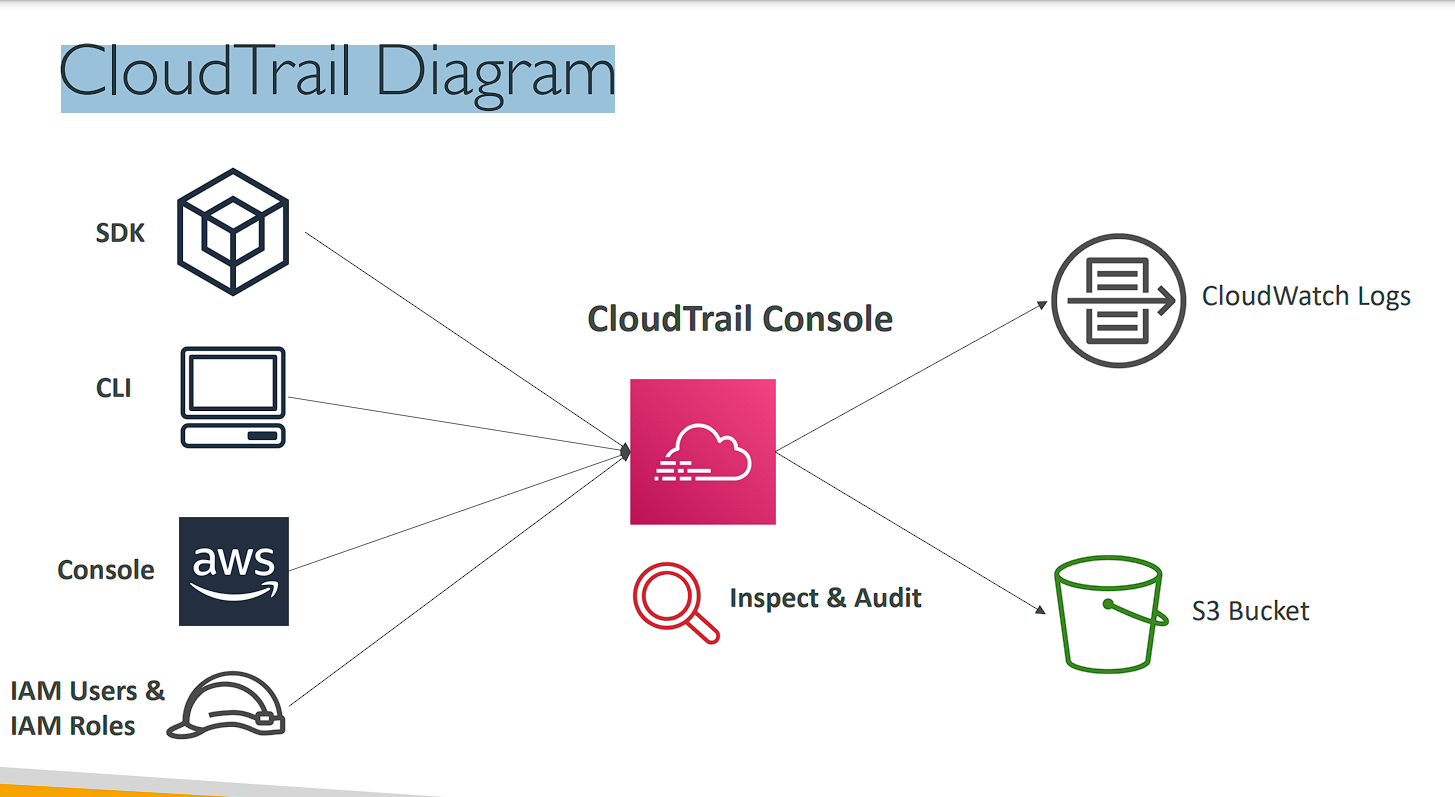 CloudTrail Diagram
SDK
CLI
Console
aws
IAM Users &
IAM Roles
CloudTrail Console
Inspect & Audit
CloudWatch Logs
S3 Bucket